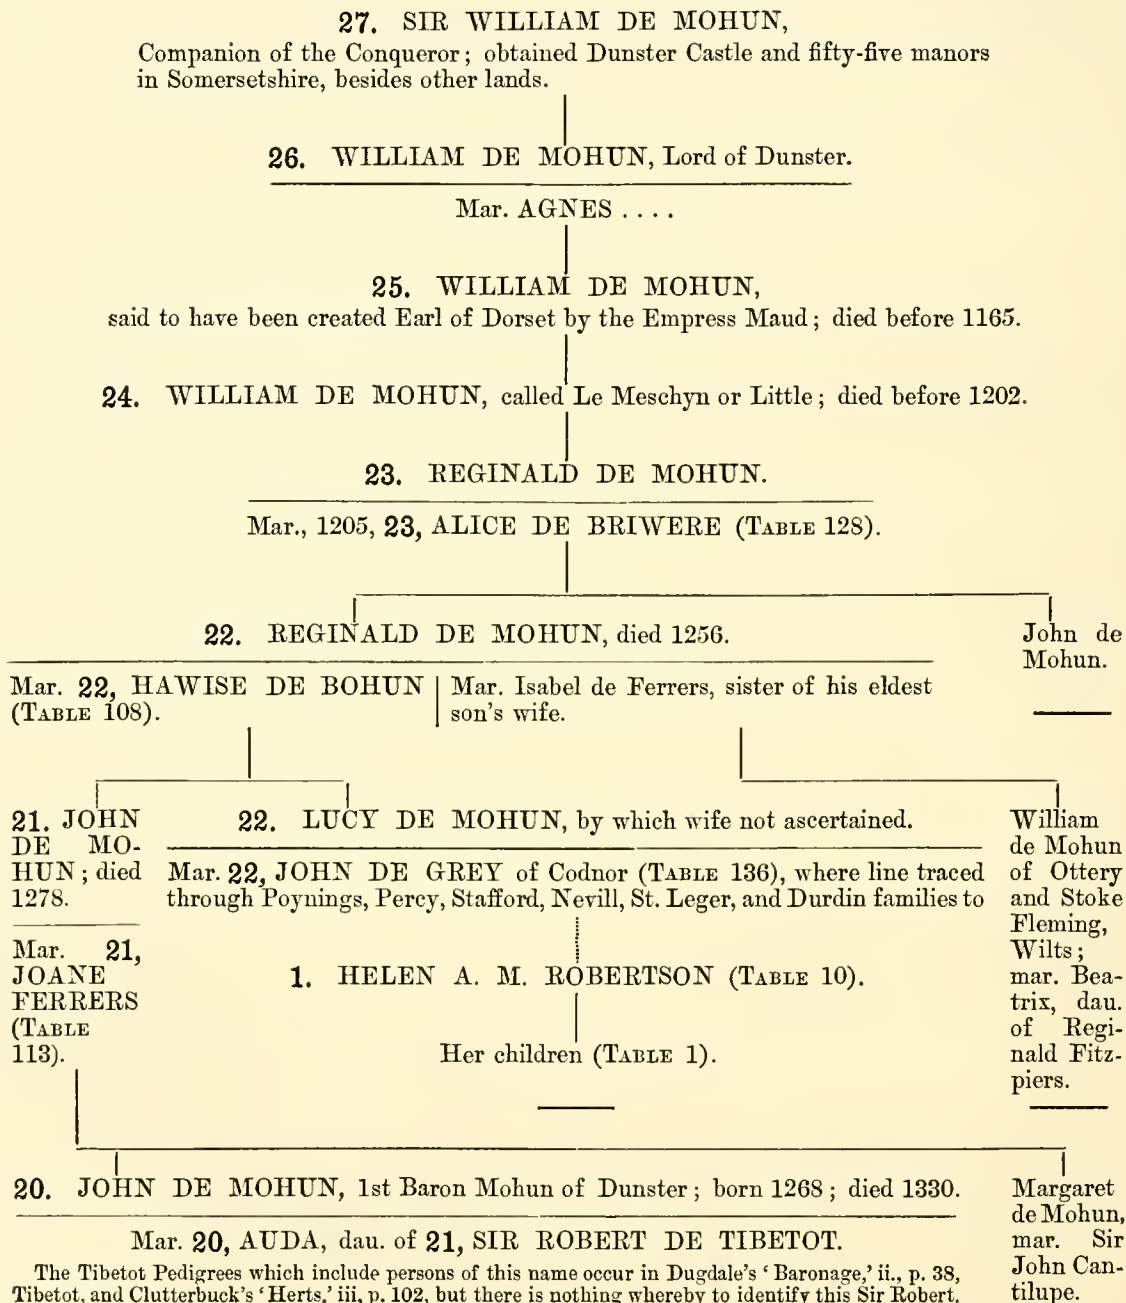 27. SIR WILLIAM DE MOHUN,
Companion of the Conqueror; obtained Dunster Castle and fifty-five manors
in Somersetshire, besides other lands.
26. WILLIAM DE MOHUN, Lord of Dunster.
Mar. AGNES ....
25. WILLIAM DE MOHUN,
said to have been created Earl of Dorset by the Empress Maud; died before 1165.
24. WILLIAM DE MOHUN, called Le Meschyn or Little; died before 1202.
23. REGINALD DE MOHUN.
Mar., 1205, 23, ALICE DE BRIWERE (TABLE 128).
22. REGINALD DE MOHUN, died 1256.
John de
Mohun.
Mar. 22, HAWISE DE BOHUN
(TABLE 108).
Mar. Isabel de Ferrers, sister of his eldest
son's wife.
21. JOHN
DE MO-
HUN; died
1278.
Mar. 21,
JOANE
FERRERS
(TABLE
113).
22. LUCY DE MOHUN, by which wife not ascertained.
Mar. 22, JOHN DE GREY of Codnor (TABLE 136), where line traced
through Poynings, Percy, Stafford, Nevill, St. Leger, and Durdin families to
1. HELEN A. M. ROBERTSON (TABLE 10).
Her children (TABLE 1).
William
de Mohun
of Ottery
and Stoke
Fleming,
Wilts;
mar. Bea-
trix, dau.
of Regi-
nald Fitz-
piers.
20. JOHN DE MOHUN, 1st Baron Mohun of Dunster; born 1268; died 1330.
Mar. 20, AUDA, dau. of 21, SIR ROBERT DE TIBETOT.
The Tibetot Pedigrees which include persons of this name occur in Dugdale's 'Baronage,' ii., p. 38,
Tibetot, and Clutterbuck's 'Herts,' iii, p. 102, but there is nothing whereby to identify this Sir Robert.
Margaret
de Mohun,
mar. Sir
John Can-
tilupe.